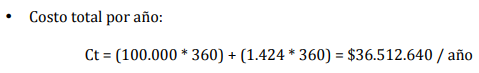 • Costo total por año:
Ct = (100.000 * 360) + (1.424 * 360) = $36.512.640 / año